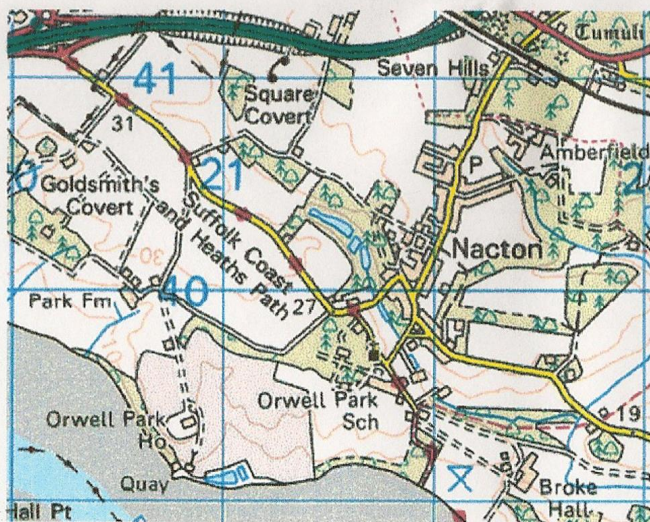 Tumuli
Seven Hills
41
Square
Covert
31
P
Amberfield
21
Goldsmith's
Covert
Suffolk Coast
and Heaths Path
Nacton
30
40
Park Fm
27
Orwell Park
Sch
19
Orwell Park
Ho
Quay
Broke
Hall
Hall Pt